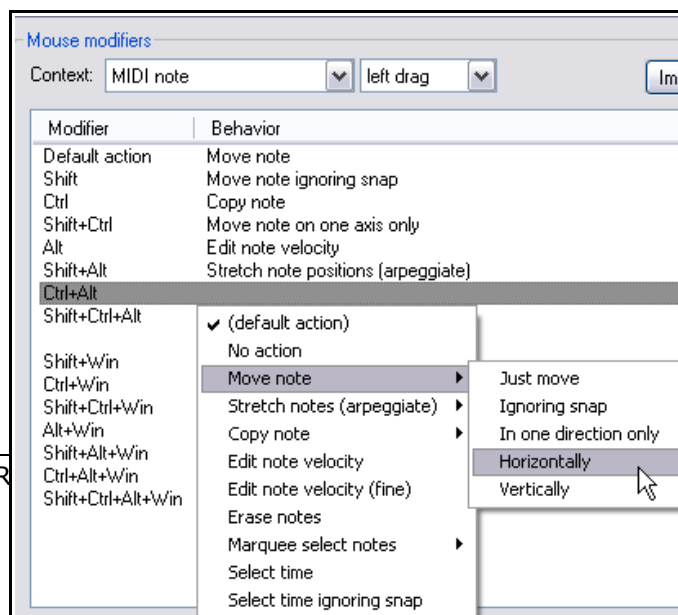 Mouse modifiers
Context: MIDI note left drag Im
Modifier Behavior
Default action Move note
Shift Move note ignoring snap
Ctrl Copy note
Shift+Ctrl Move note on one axis only
Alt Edit note velocity
Shift+Alt Stretch note positions (arpeggiate)
Ctrl+Alt
Shift+Ctrl+Alt
Shift+Win
Ctrl+Win
Shift+Ctrl+Win
Alt+Win
Shift+Alt+Win
Ctrl+Alt+Win
Shift+Ctrl+Alt+Win
(default action)
No action
Move note
Stretch notes (arpeggiate)
Copy note
Edit note velocity
Edit note velocity (fine)
Erase notes
Marquee select notes
Select time
Select time ignoring snap
Just move
Ignoring snap
In one direction only
Horizontally
Vertically
R